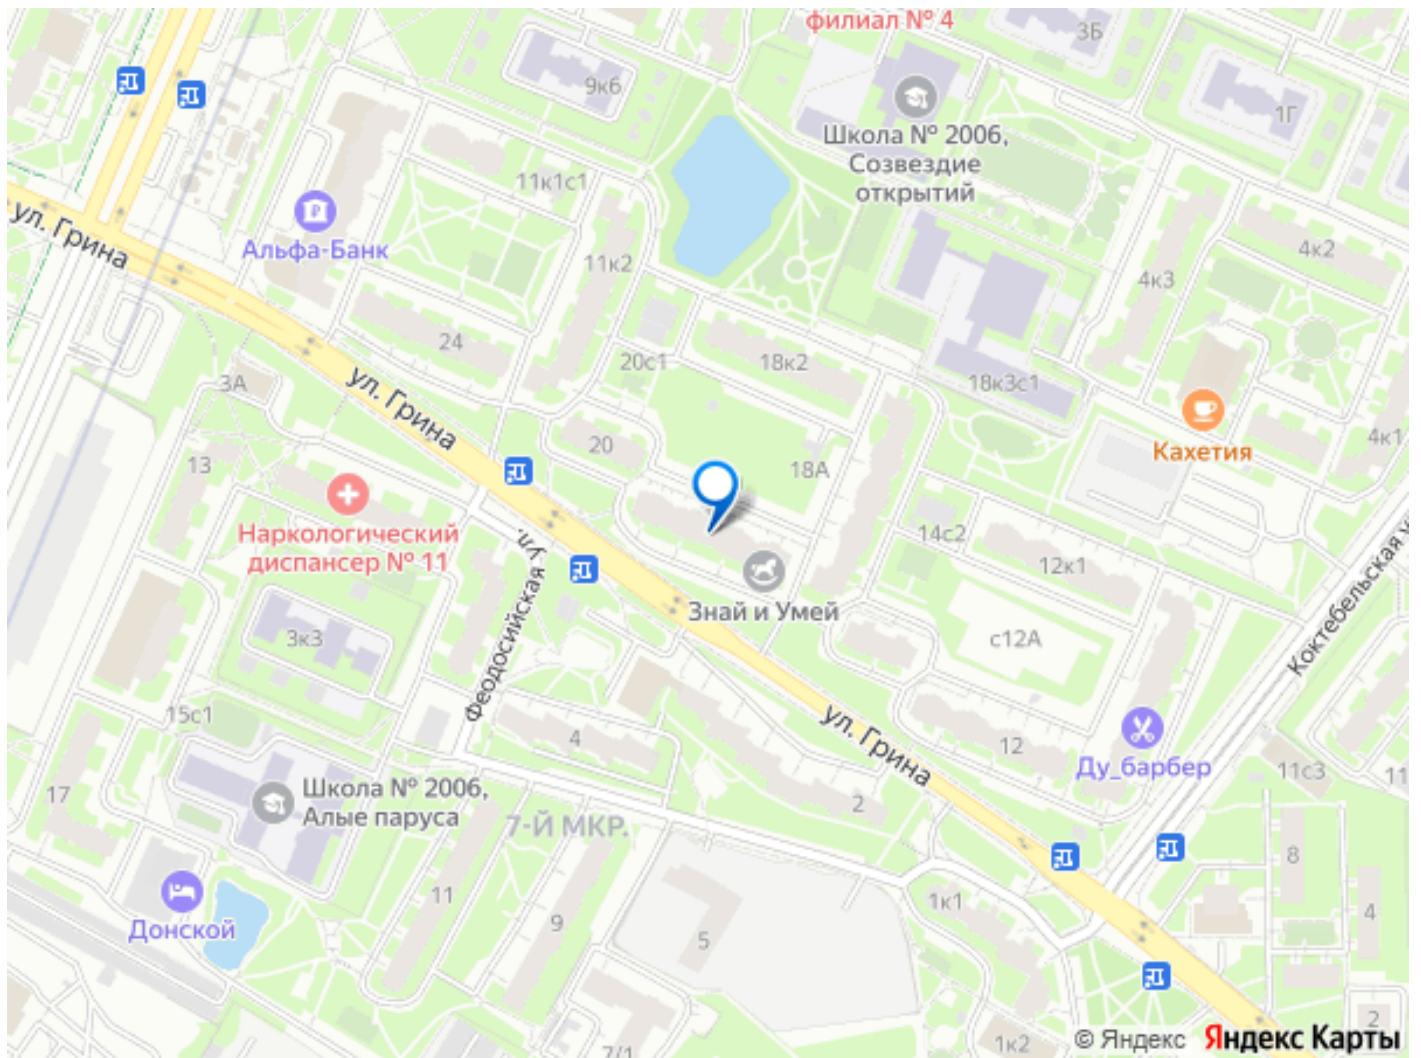 филиал № 4
3Б
9к6
1Г
Школа № 2006,
Созвездие
открытий
11к1с1
ул. Грина
Альфа-Банк
11к2
4к2
4к3
24
20с1
18к2
18к3с1
3А
ул. Грина
20
18А
Кахетия
4к1
13
Наркологический
диспансер № 11
14с2
12к1
Феодосийская ул.
Знай и Умей
с12А
Коктебельская у
3к3
15с1
4
ул. Грина
12
Ду_барбер
11с3
11
17
Школа № 2006,
Алые паруса
2
7-Й МКР.
8
11
9
1к1
4
Донской
5
2
1к2
7/1
© Яндекс Яндекс Карты